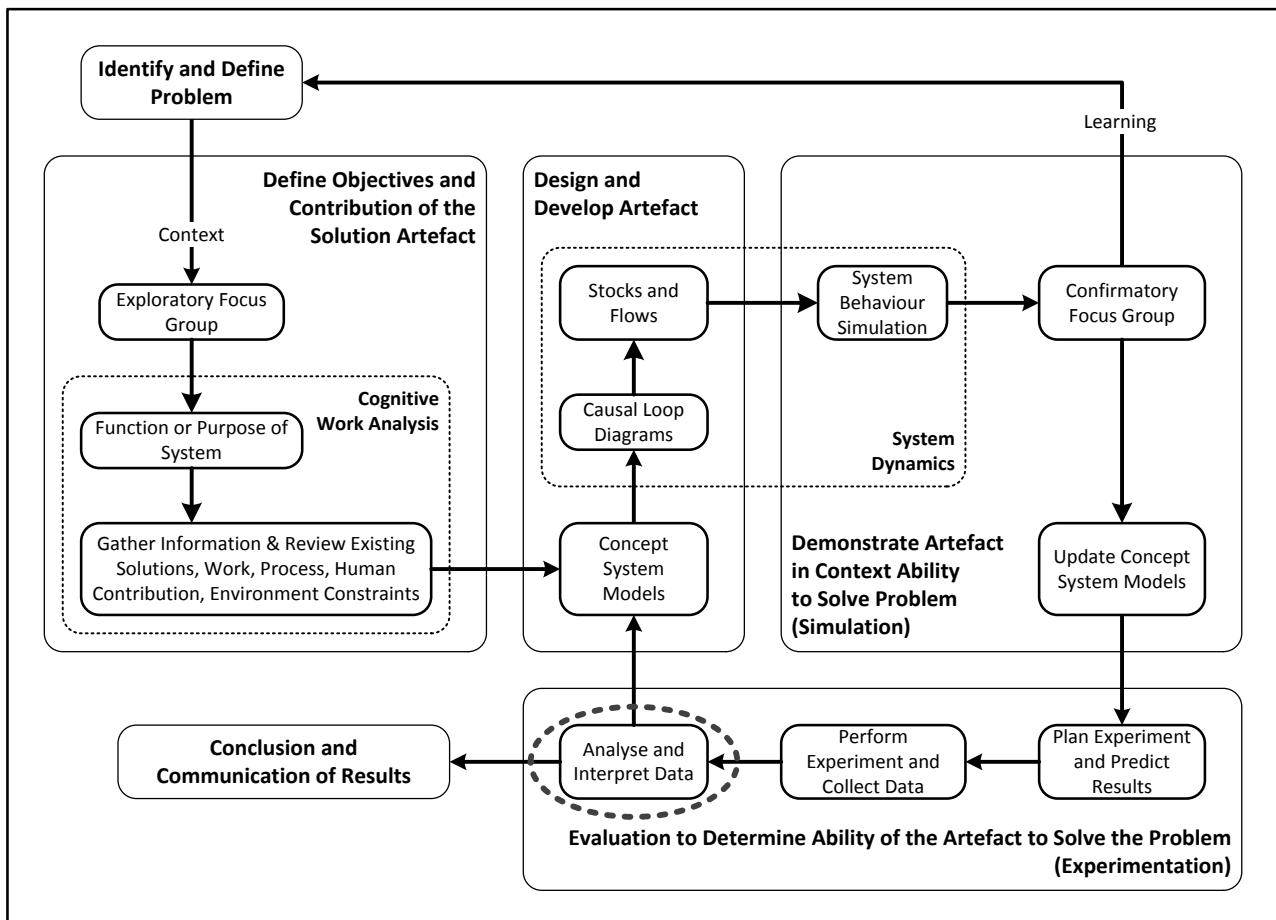 Identify and Define
Problem
Learning
Define Objectives and
Contribution of the
Solution Artefact
Context
Exploratory Focus
Group
Cognitive
Work Analysis
Function or Purpose of
System
Gather Information & Review Existing
Solutions, Work, Process, Human
Contribution, Environment Constraints
Design and
Develop Artefact
Stocks and
Flows
Causal Loop
Diagrams
Concept
System
Models
System
Behaviour
Simulation
System
Dynamics
Confirmatory
Focus Group
Demonstrate Artefact
in Context Ability
to Solve Problem
(Simulation)
Update Concept
System Models
Conclusion and
Communication of Results
Analyse and
Interpret Data
Perform
Experiment and
Collect Data
Plan Experiment
and Predict
Results
Evaluation to Determine Ability of the Artefact to Solve the Problem
(Experimentation)